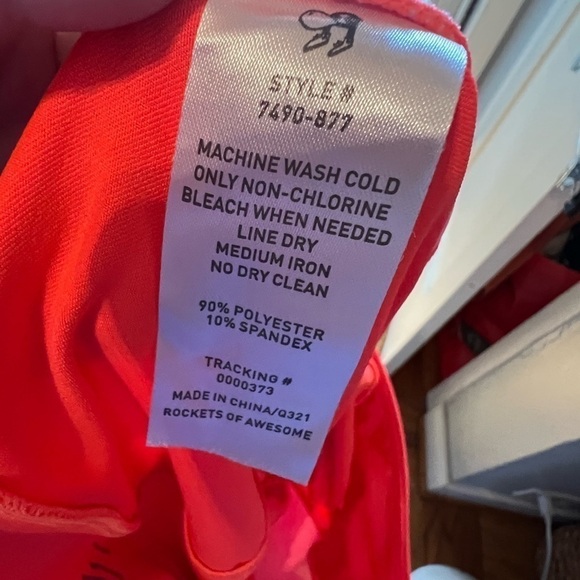 STYLE #
7490-877
MACHINE WASH COLD
ONLY NON-CHLORINE
BLEACH WHEN NEEDED
LINE DRY
MEDIUM IRON
NO DRY CLEAN
90% POLYESTER
10% SPANDEX
TRACKING #
0000373
MADE IN CHINA/Q321
ROCKETS OF AWESOME